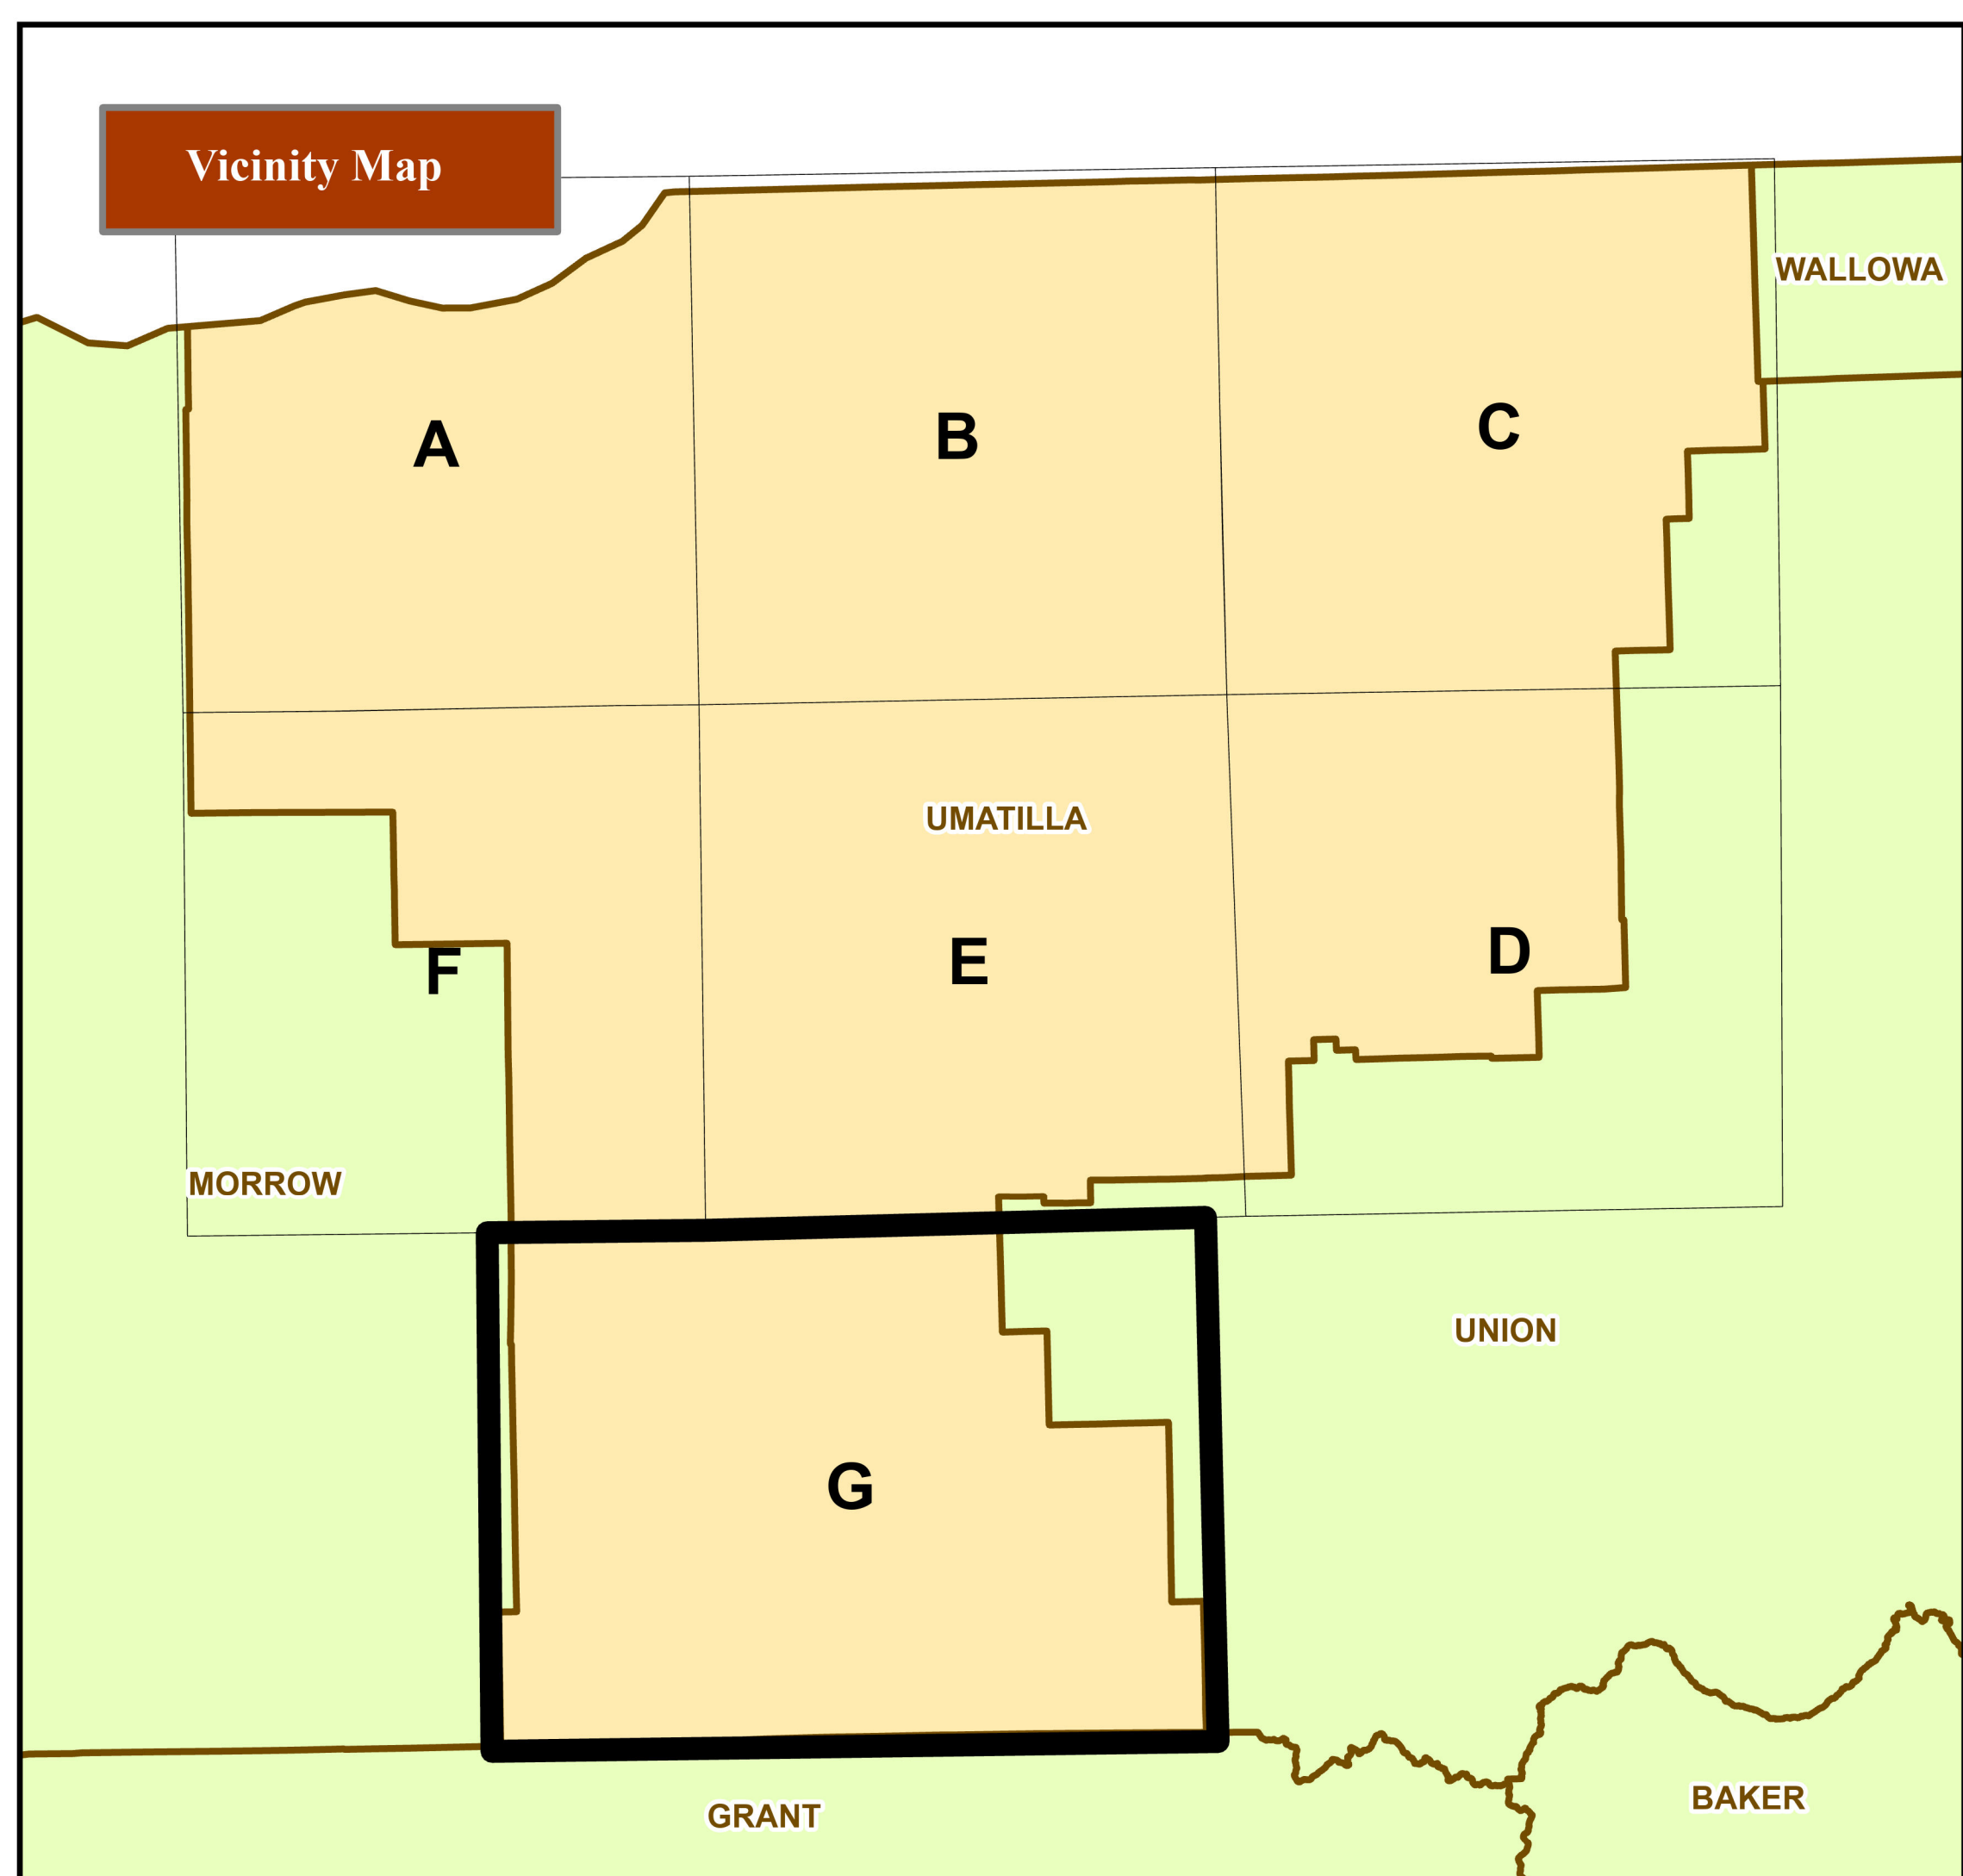 Vicinity Map
WALLOWA
A
B
C
UMATILLA
F
E
D
MORROW
UNION
G
GRANT
BAKER